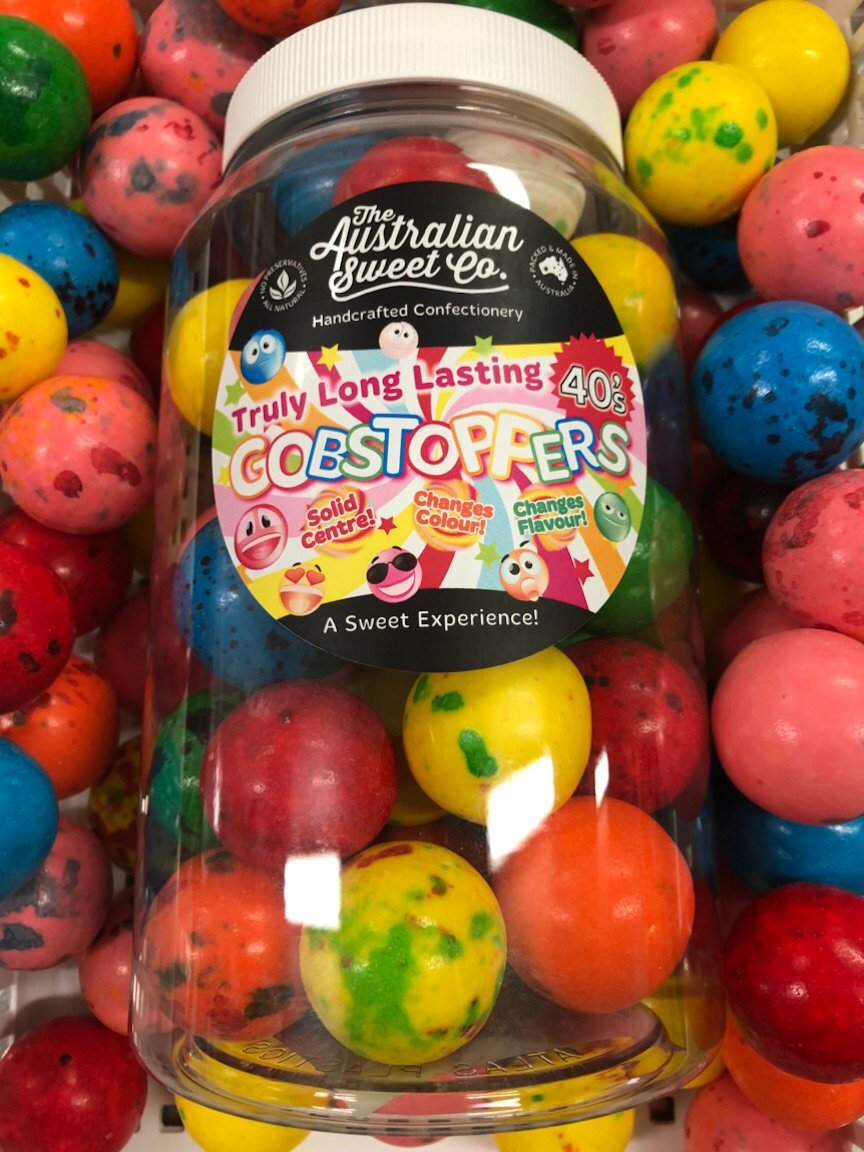 The
Australian
Sweet Co.
NO PRESERVATIVES
ALL NATURAL
PACKED & MADE IN
AUSTRALIA
Handcrafted Confectionery
Truly Long Lasting
40's
GOBSTOPPERS
Solid
Centre!
Changes
Colour!
Changes
Flavour!
A Sweet Experience!